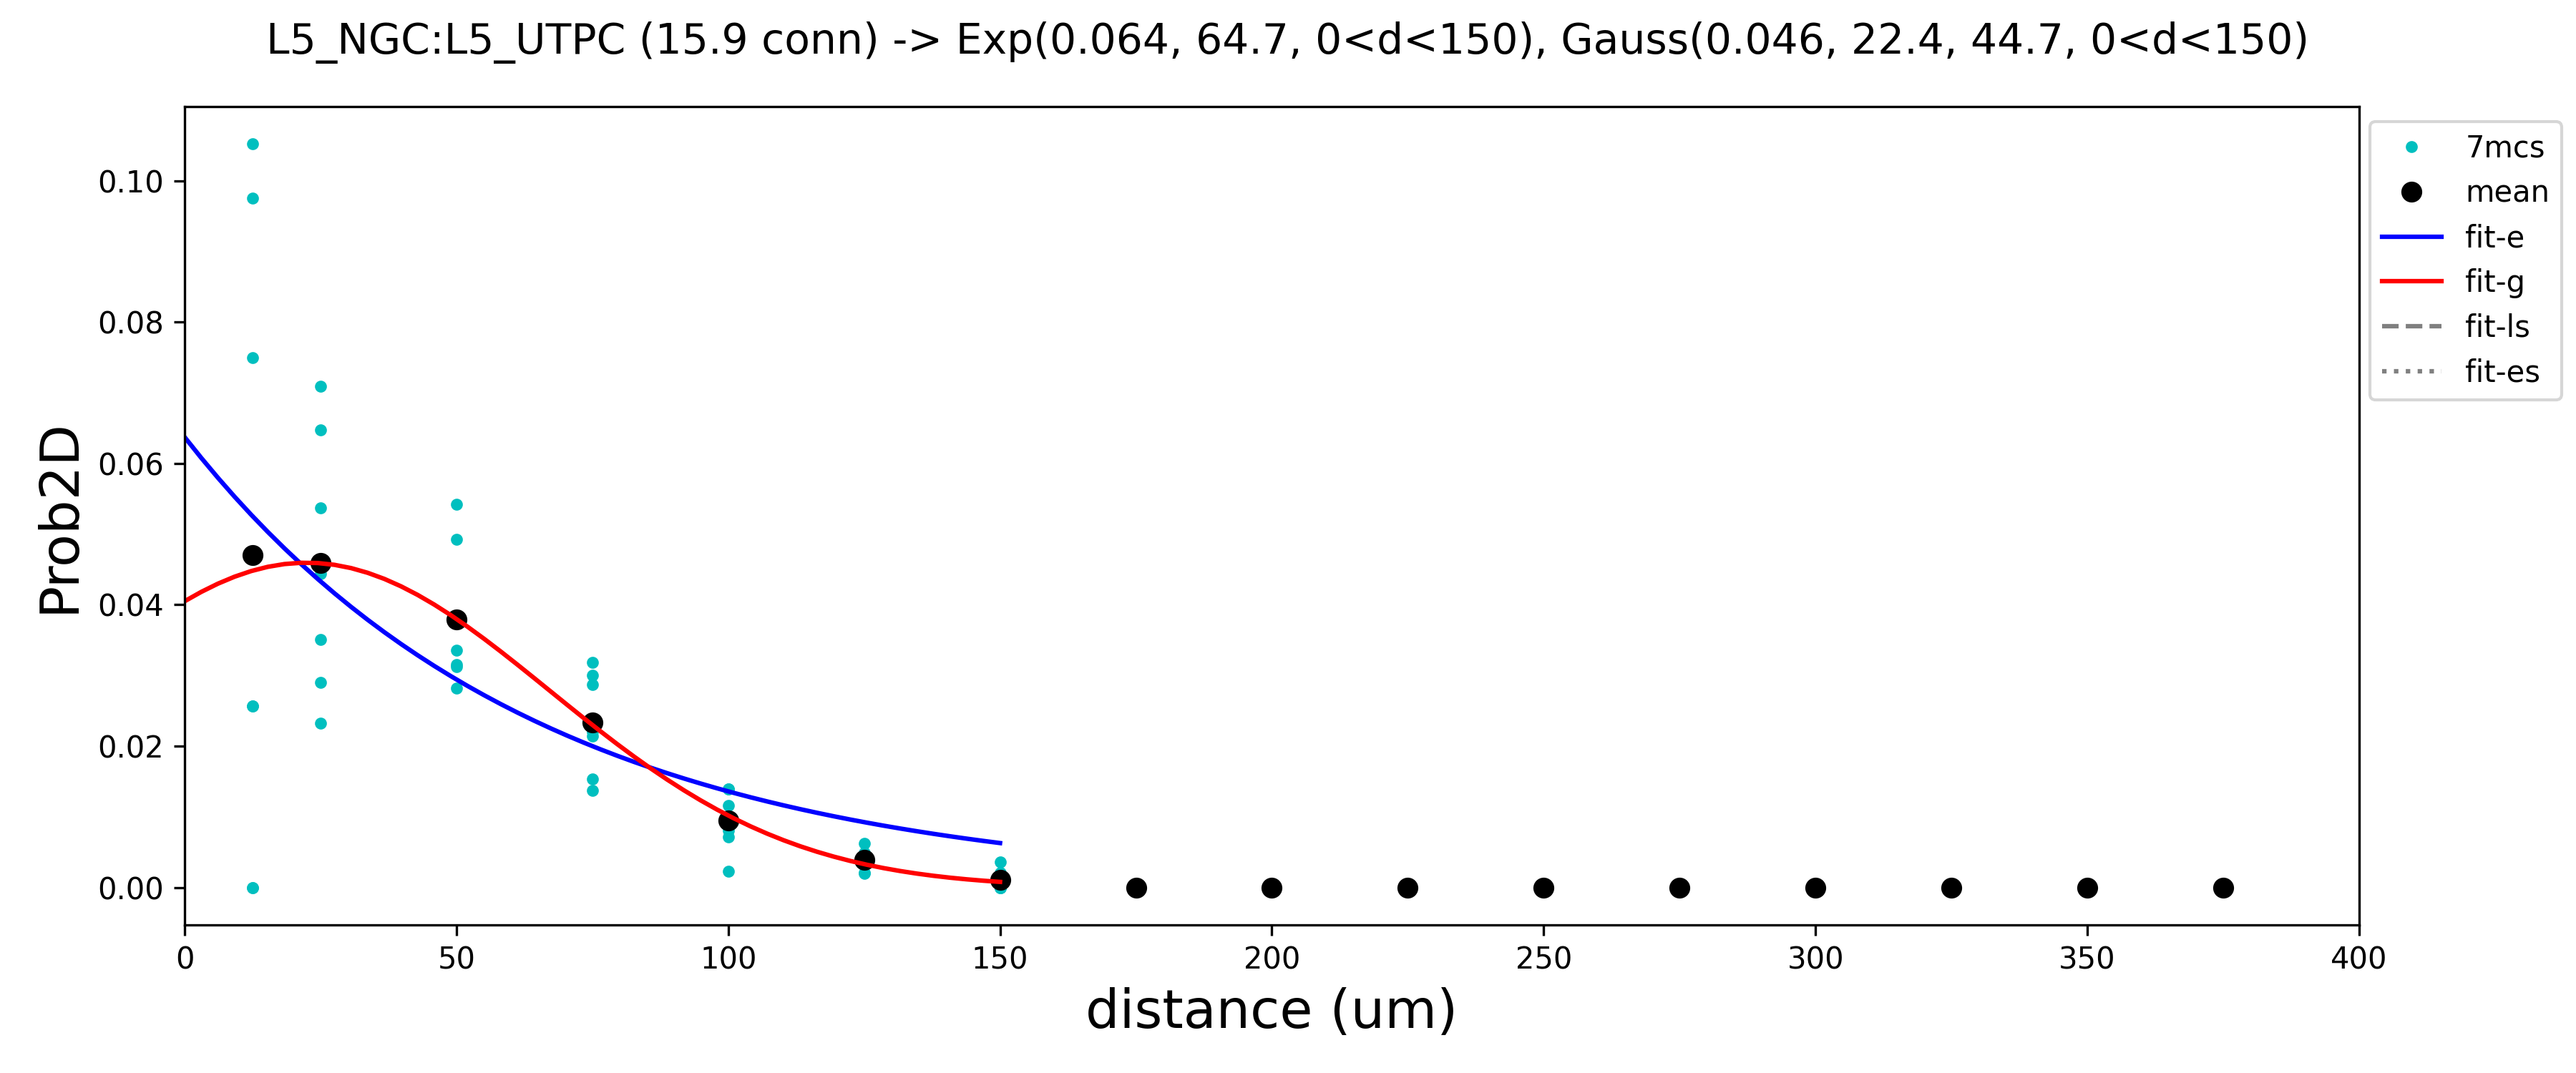 L5_NGC:L5_UTPC (15.9 conn) -> Exp(0.064, 64.7, 0<d<150), Gauss(0.046, 22.4, 44.7, 0<d<150)
7mcs
mean
fit-e
fit-g
fit-ls
fit-es
Prob2D
0.10
0.08
0.06
0.04
0.02
0.00
0 50 100 150 200 250 300 350 400
distance (um)